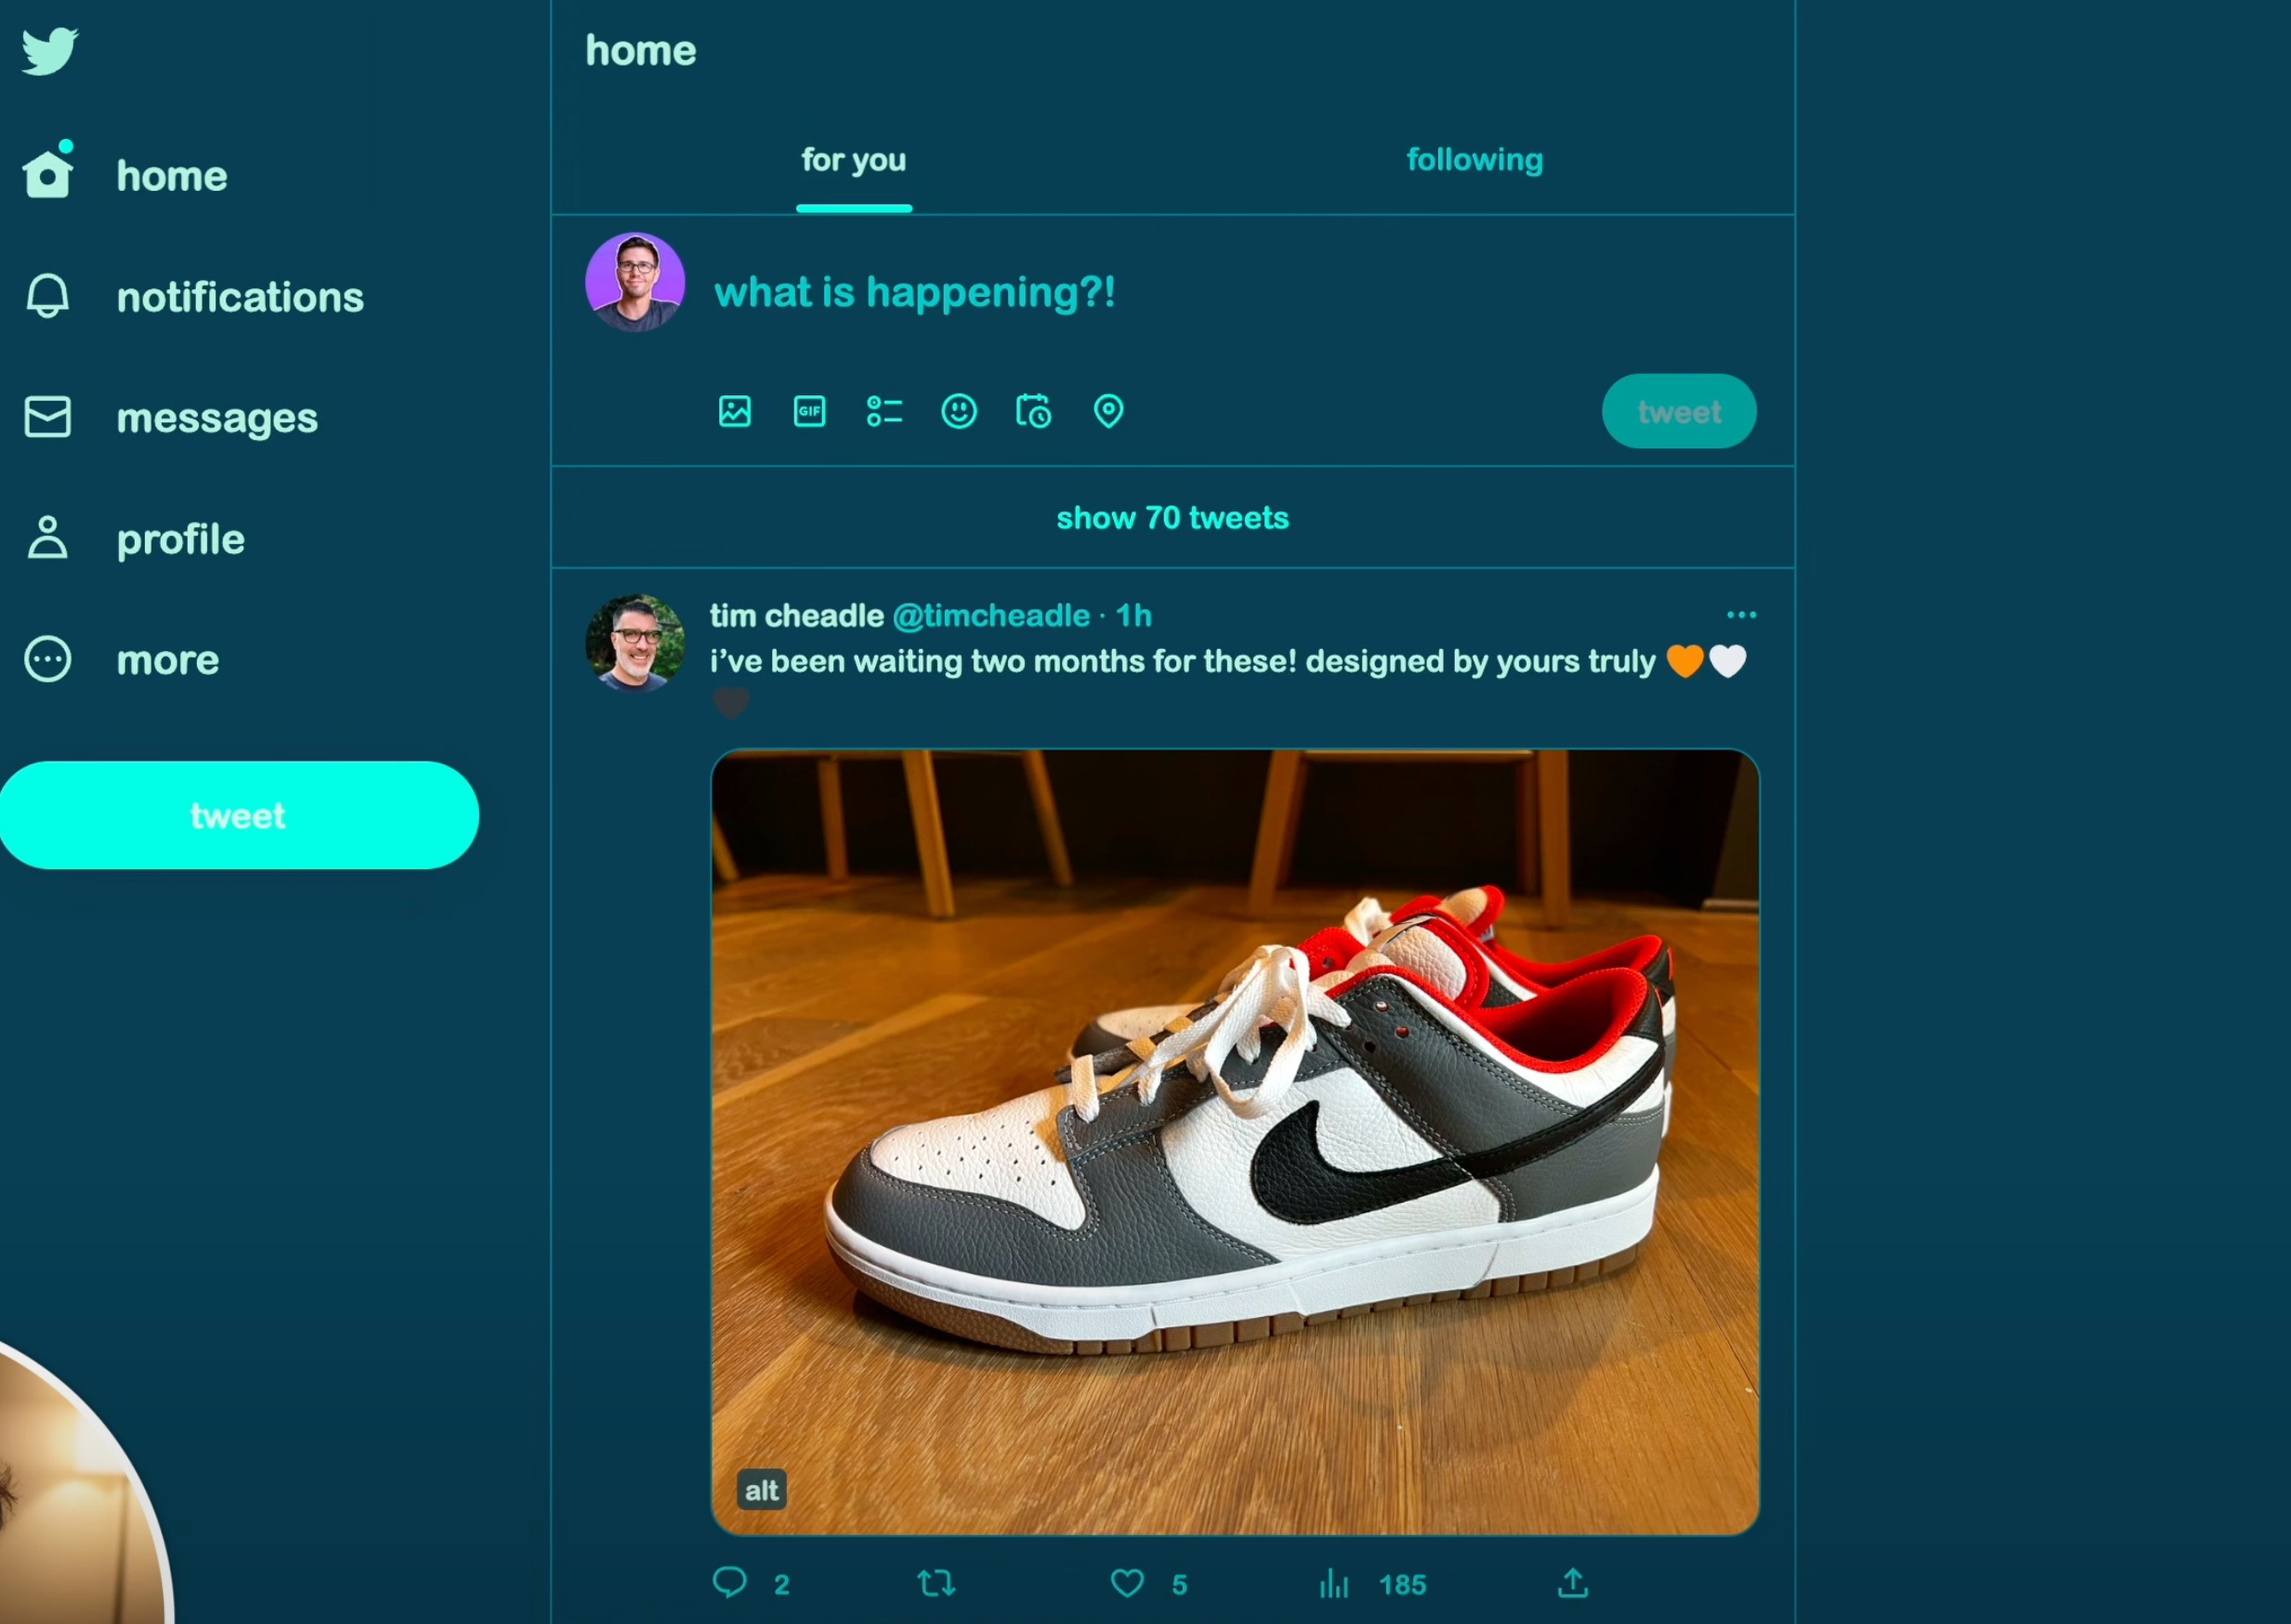 home
notifications
messages
profile
more
tweet
home
for you
following
what is happening?!
GIF
tweet
show 70 tweets
tim cheadle @timcheadle · 1h
i’ve been waiting two months for these! designed by yours truly 🧡🤍
🖤
alt
2
5
185